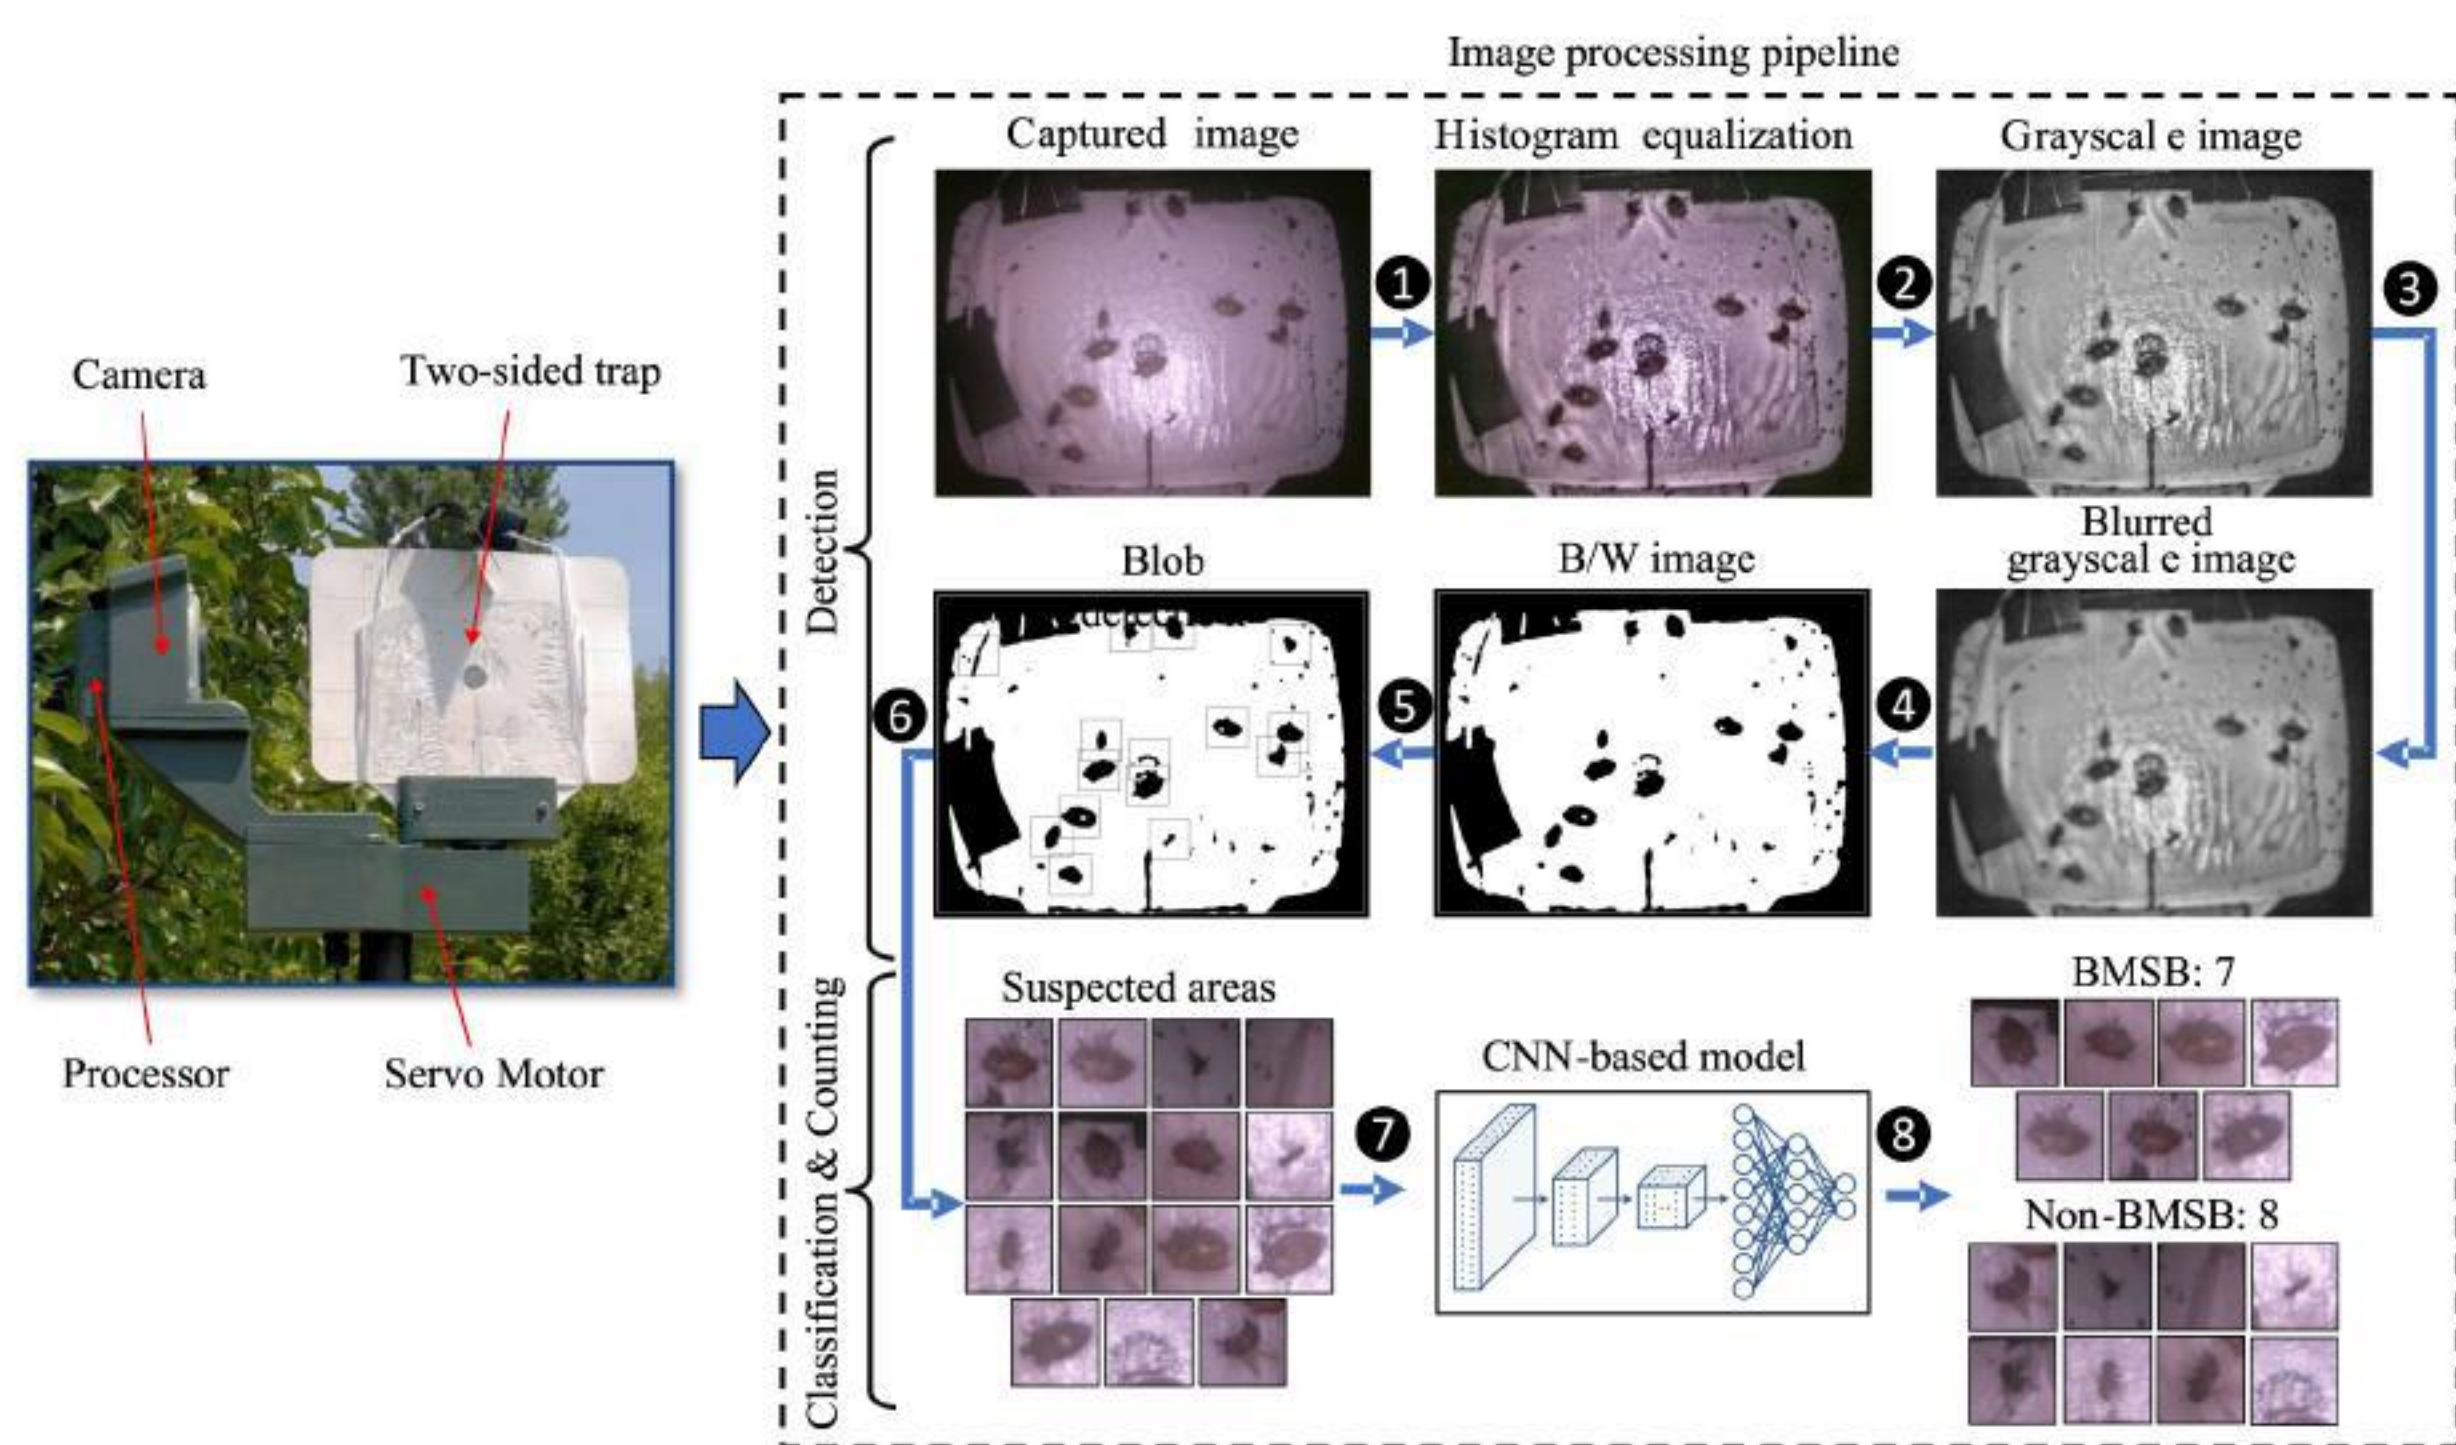 Image processing pipeline
Captured image
Histogram equalization
Grayscal e image
1
2
3
Camera
Two-sided trap
Detection
Blob
detection
B/W image
Blurred
grayscal e image
6
5
4
Processor
Servo Motor
Classification & Counting
Suspected areas
7
CNN-based model
8
BMSB: 7
Non-BMSB: 8